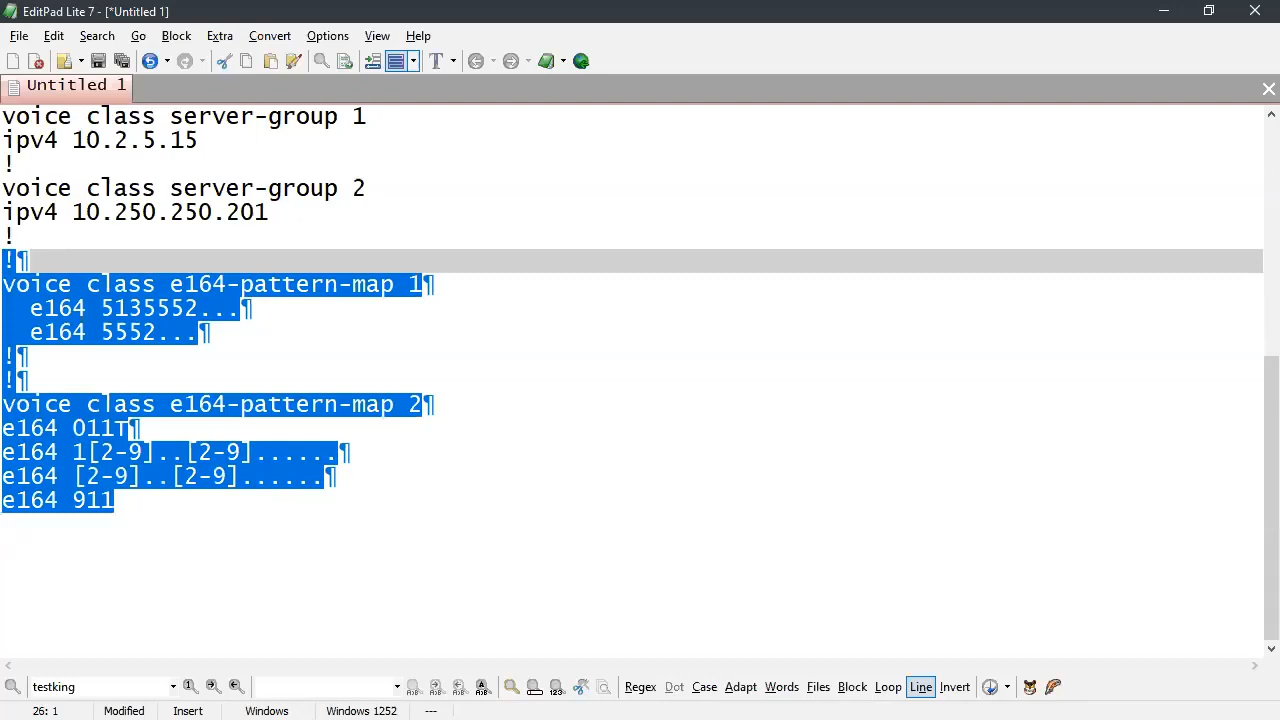 EditPad Lite 7 - [*Untitled 1]
File Edit Search Go Block Extra Convert Options View Help
Untitled 1
voice class server-group 1
ipv4 10.2.5.15
!
voice class server-group 2
ipv4 10.250.250.201
!
!¶
voice class e164-pattern-map 1¶
e164 5135552...¶
e164 5552...¶
!¶
!¶
voice class e164-pattern-map 2¶
e164 011T¶
e164 1[2-9]..[2-9]......¶
e164 [2-9]..[2-9]......¶
e164 911
testking Regex Dot Case Adapt Words Files Block Loop Line Invert
26: 1 Modified Insert Windows Windows 1252 ---